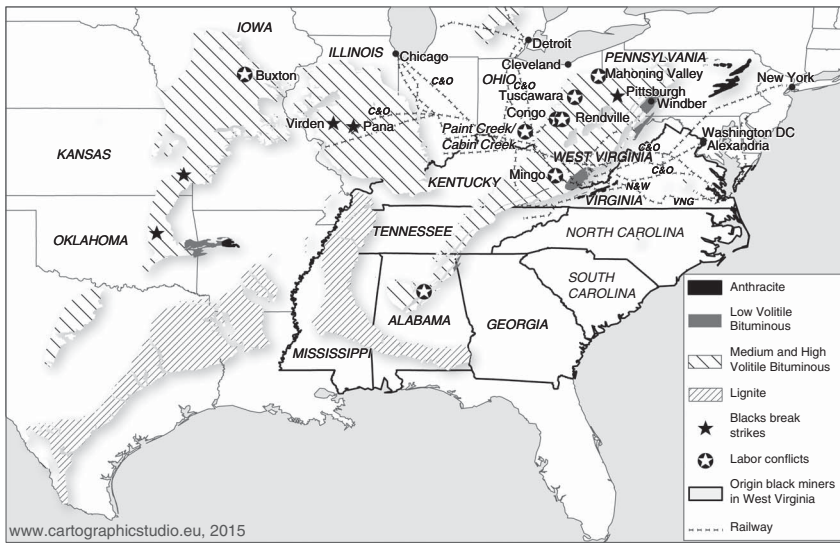 IOWA
Buxton
ILLINOIS
Chicago
Detroit
Cleveland
OHIO
C&O
C&O
C&O
PENNSYLVANIA
Mahoning Valley
New York
Tuscawara
Pittsburgh
Windber
Congo
Rendville
Virden
Pana
Paint Creek/
Cabin Creek
Washington DC
Alexandria
C&O
C&O
WEST VIRGINIA
KANSAS
KENTUCKY
Mingo
N&W
VIRGINIA
VNG
OKLAHOMA
TENNESSEE
NORTH CAROLINA
SOUTH
CAROLINA
ALABAMA
GEORGIA
MISSISSIPPI
Anthracite
Low Volitile
Bituminous
Medium and High
Volitile Bituminous
Lignite
Blacks break
strikes
Labor conflicts
Origin black miners
in West Virginia
Railway
www.cartographicstudio.eu, 2015